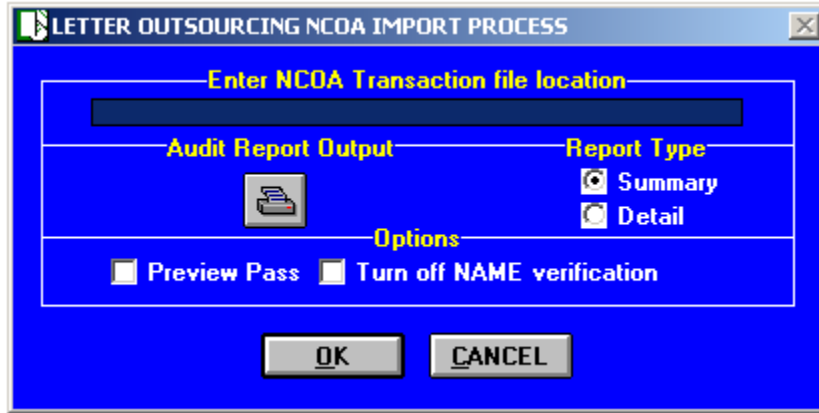 LETTER OUTSOURCING NCOA IMPORT PROCESS
Enter NCOA Transaction file location
Audit Report Output Report Type
Summary
Detail
Options
Preview Pass Turn off NAME verification
OK CANCEL